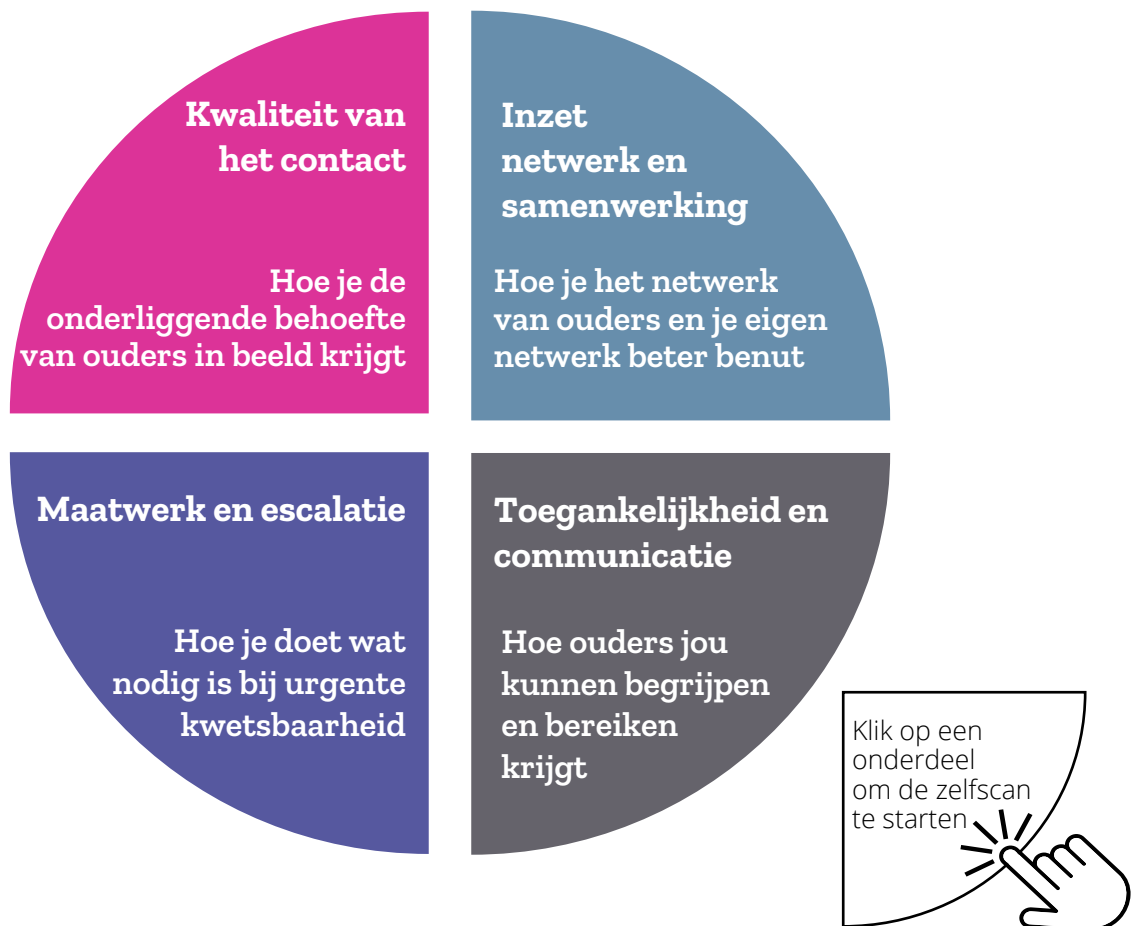 Kwaliteit van
het contact
Hoe je de
onderliggende behoefte
van ouders in beeld krijgt
Inzet
netwerk en
samenwerking
Hoe je het netwerk
van ouders en je eigen
netwerk beter benut
Maatwerk en escalatie
Hoe je doet wat
nodig is bij urgente
kwetsbaarheid
Toegankelijkheid en
communicatie
Hoe ouders jou
kunnen begrijpen
en bereiken
krijgt
Klik op een
onderdeel
om de zelfscan
te starten